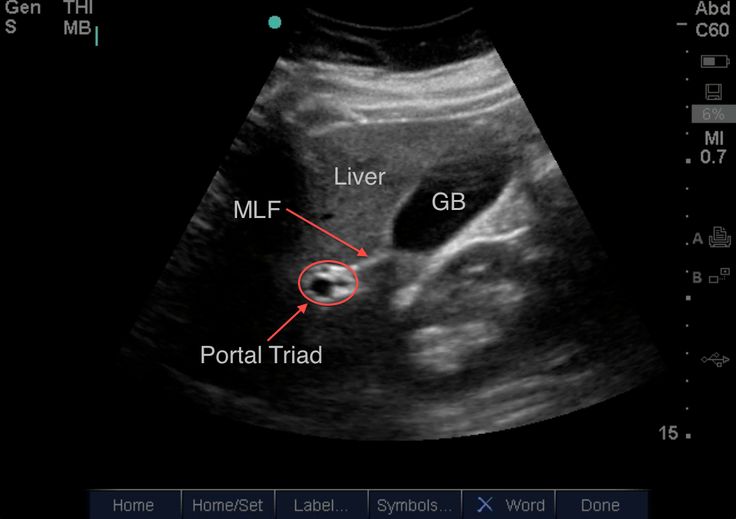 Gen THI Abd
S MB C60
6%
MI
0.7
Liver
GB
MLF
A
B
Portal Triad
15
Home Home/Set Label... Symbols... X Word Done